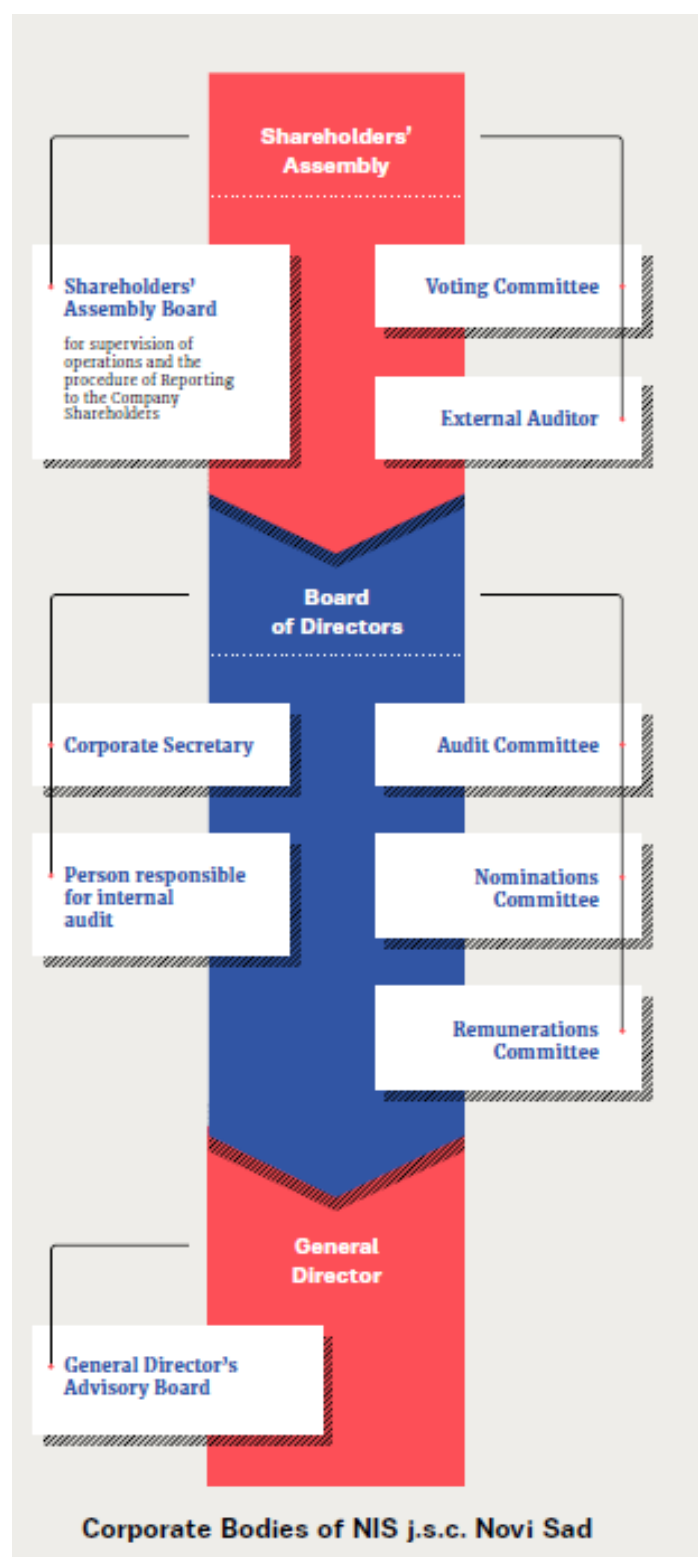 Shareholders'
Assembly
Shareholders'
Assembly Board
for supervision of
operations and the
procedure of Reporting
to the Company
Shareholders
Voting Committee
External Auditor
Board
of Directors
Corporate Secretary
Person responsible
for internal
audit
Audit Committee
Nominations
Committee
Remunerations
Committee
General
Director
General Director's
Advisory Board
Corporate Bodies of NIS j.s.c. Novi Sad